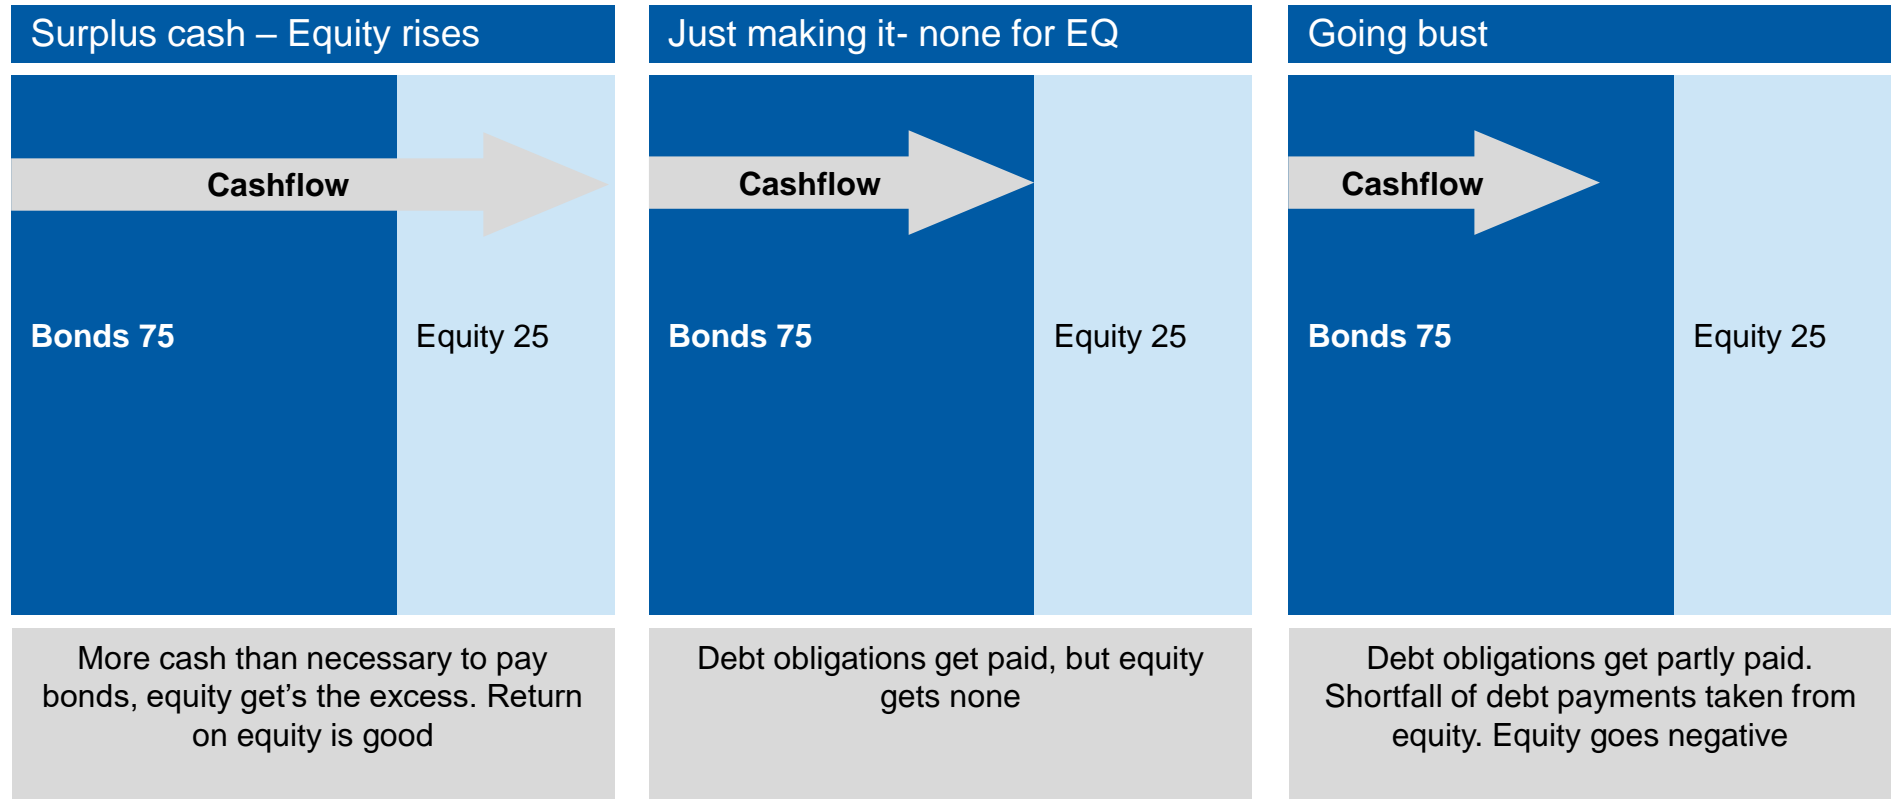 Surplus cash – Equity rises
Cashflow
Bonds 75
Equity 25
More cash than necessary to pay
bonds, equity get's the excess. Return
on equity is good
Just making it- none for EQ
Cashflow
Bonds 75
Equity 25
Debt obligations get paid, but equity
gets none
Going bust
Cashflow
Bonds 75
Equity 25
Debt obligations get partly paid.
Shortfall of debt payments taken from
equity. Equity goes negative